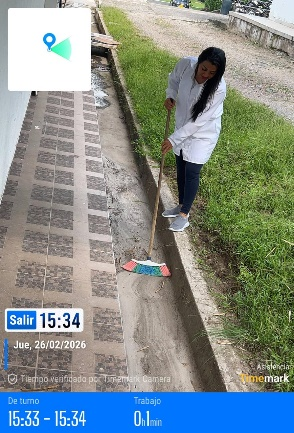 Salir 15:34
Jue, 26/02/2026
Tiempo verificado por Timemark Camera
Asistencia
Timemark
De turno
15:33 - 15:34
Trabajo
0h1min